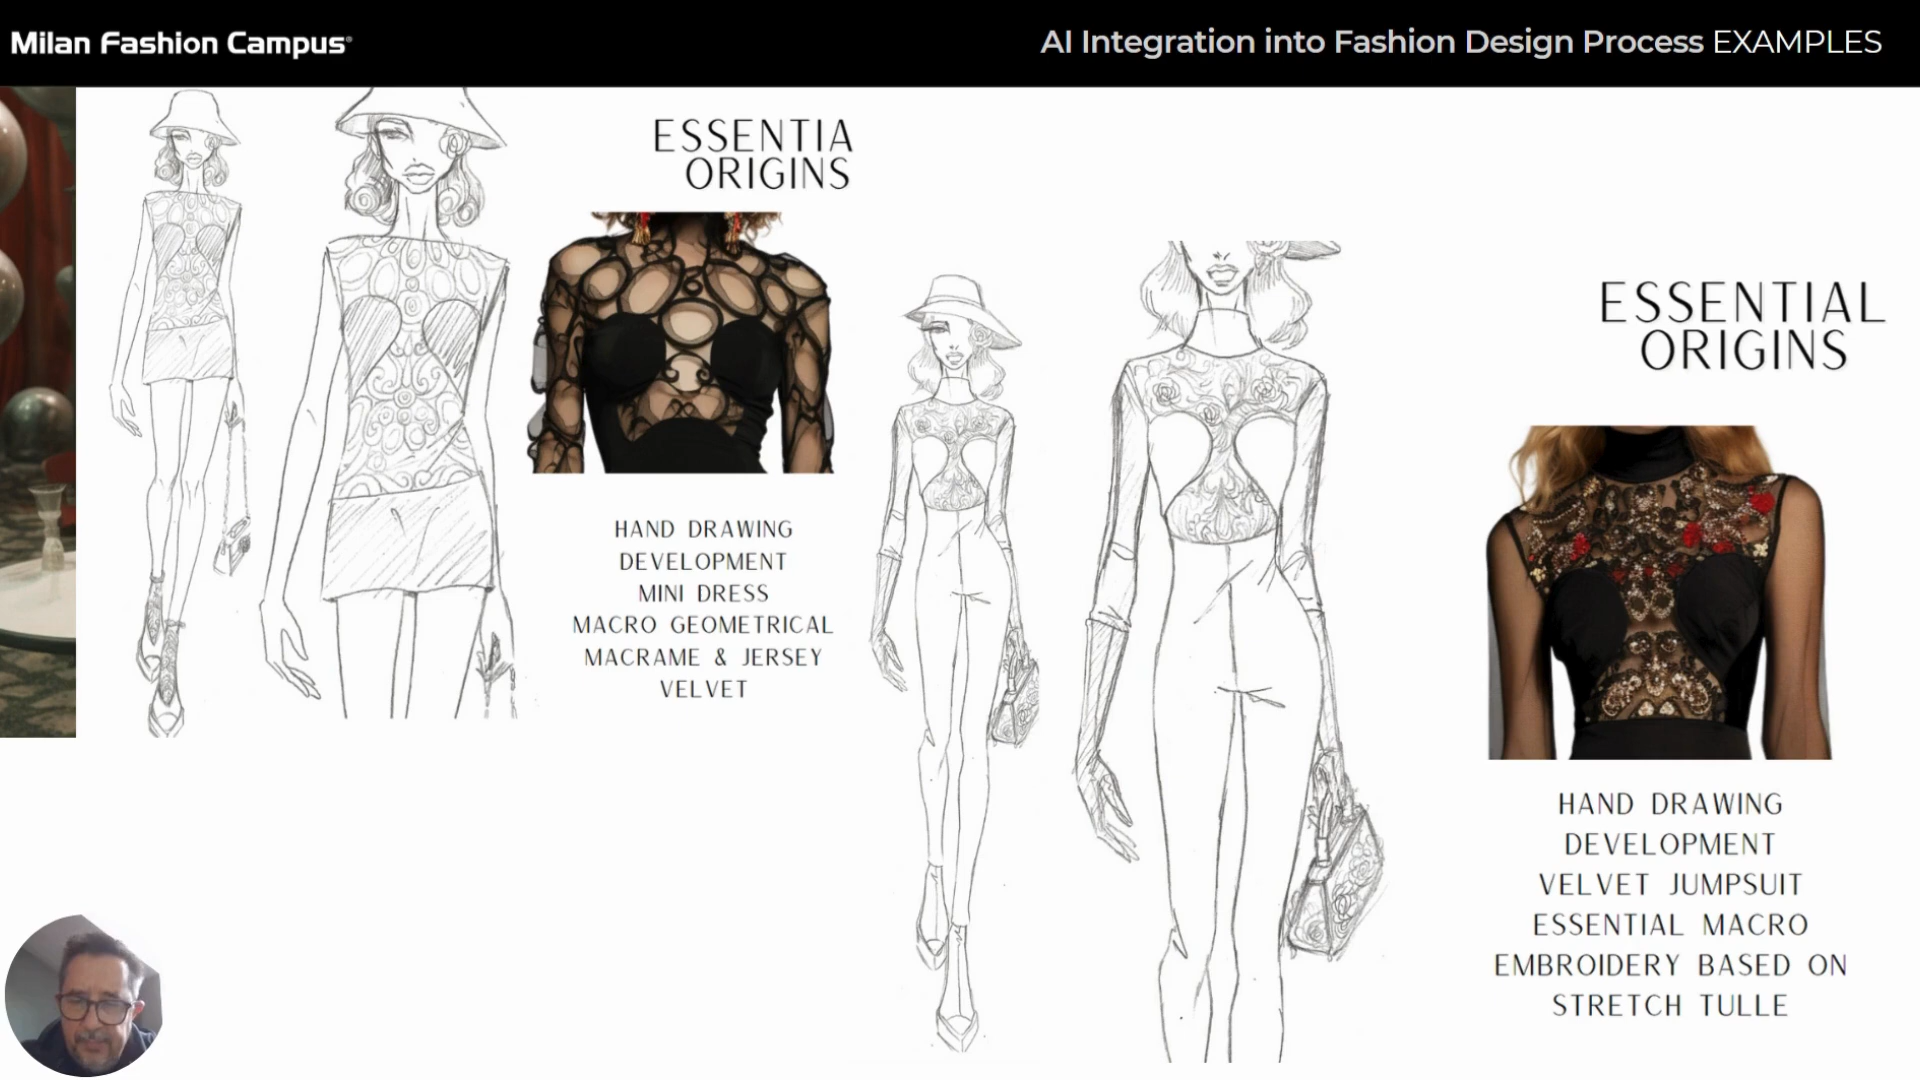 Milan Fashion Campus®
AI Integration into Fashion Design Process EXAMPLES
ESSENTIA
ORIGINS
HAND DRAWING
DEVELOPMENT
MINI DRESS
MACRO GEOMETRICAL
MACRAME & JERSEY
VELVET
ESSENTIAL
ORIGINS
HAND DRAWING
DEVELOPMENT
VELVET JUMPSUIT
ESSENTIAL MACRO
EMBROIDERY BASED ON
STRETCH TULLE